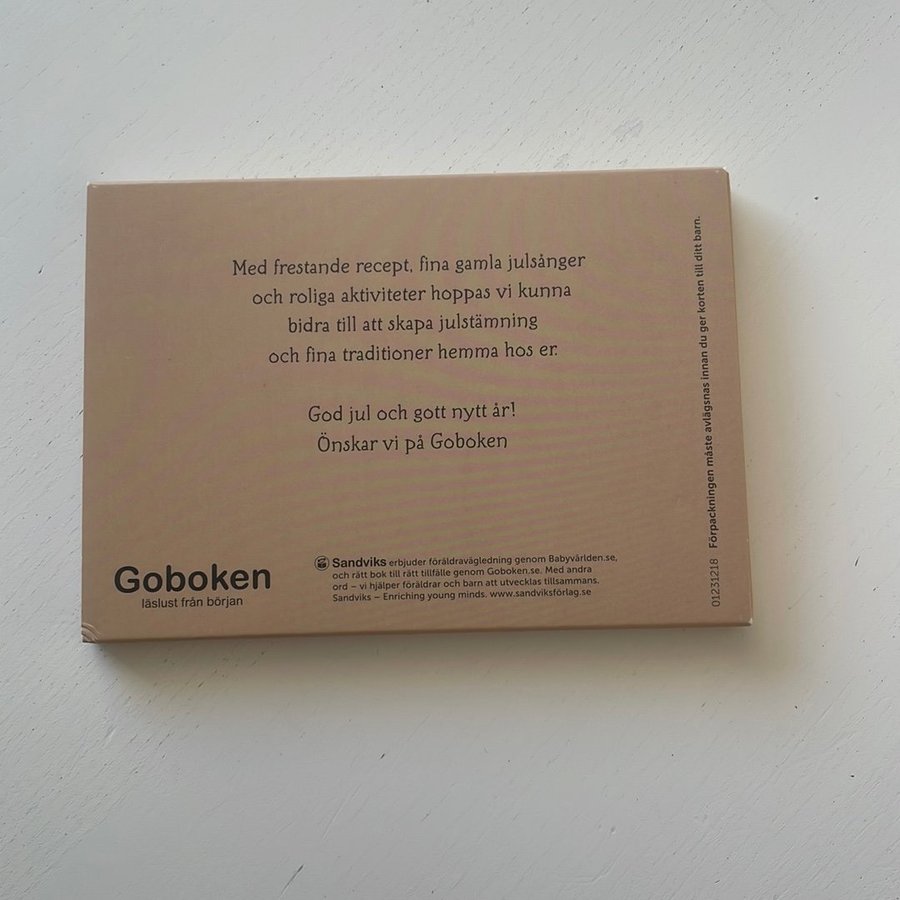 Med frestande recept, fina gamla julsånger
och roliga aktiviteter hoppas vi kunna
bidra till att skapa julstämning
och fina traditioner hemma hos er.
God jul och gott nytt år!
Önskar vi på Goboken
Goboken
läslust från början
Sandviks erbjuder föräldravägledning genom Babyvärlden.se,
och rätt bok till rätt tillfälle genom Goboken.se. Med andra
ord – vi hjälper föräldrar och barn att utvecklas tillsammans.
Sandviks – Enriching young minds. www.sandviksförlag.se
01231218 Förpackningen måste avlägsnas innan du ger korten till ditt barn.